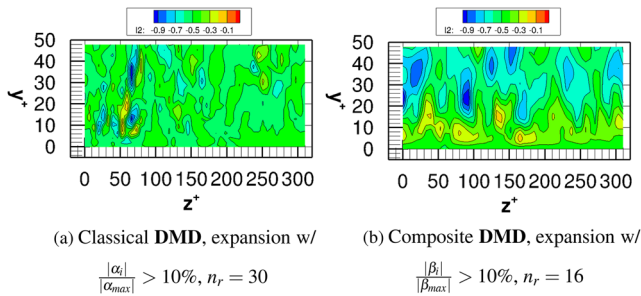 l2: -0.9 -0.7 -0.5 -0.3 -0.1
l2: -0.9 -0.7 -0.5 -0.3 -0.1
50
40
30
20
10
0
y+
0 50 100 150 200 250 300
z+
50
40
30
20
10
0
y+
0 50 100 150 200 250 300
z+
(a) Classical DMD, expansion w/
|αi|/|αmax| > 10%, nr = 30
(b) Composite DMD, expansion w/
|βi|/|βmax| > 10%, nr = 16